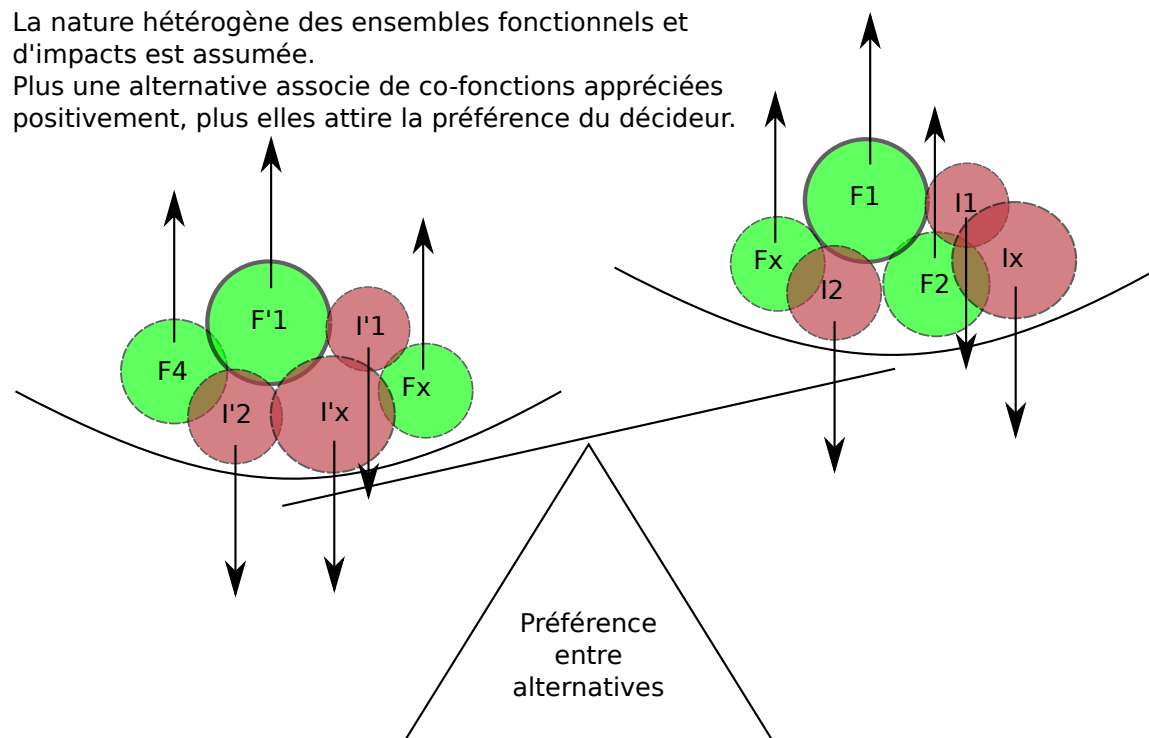 La nature hétérogène des ensembles fonctionnels et
d'impacts est assumée.
Plus une alternative associe de co-fonctions appréciées
positivement, plus elles attire la préférence du décideur.
F1
I1
Fx
I2
F2
Ix
F'1
I'1
F4
Fx
I'2
I'x
Préférence
entre
alternatives